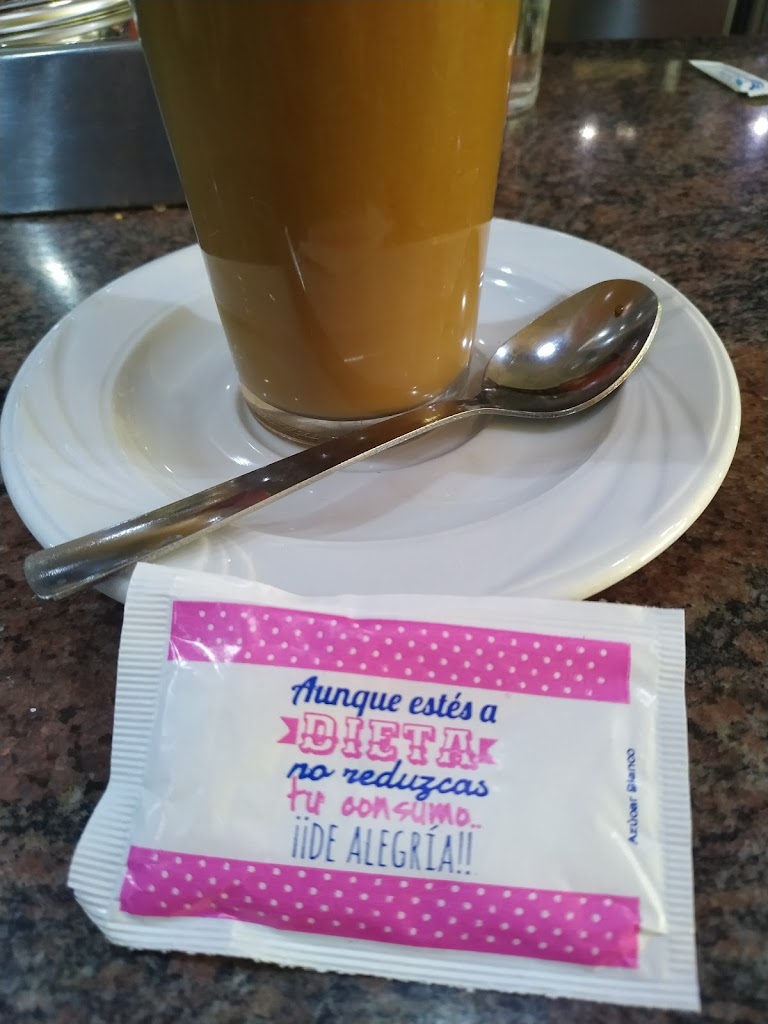 Aunque estés a
DIETA
no reduzcas
tu consumo..
¡¡DE ALEGRÍA!!
Azúcar Blanco